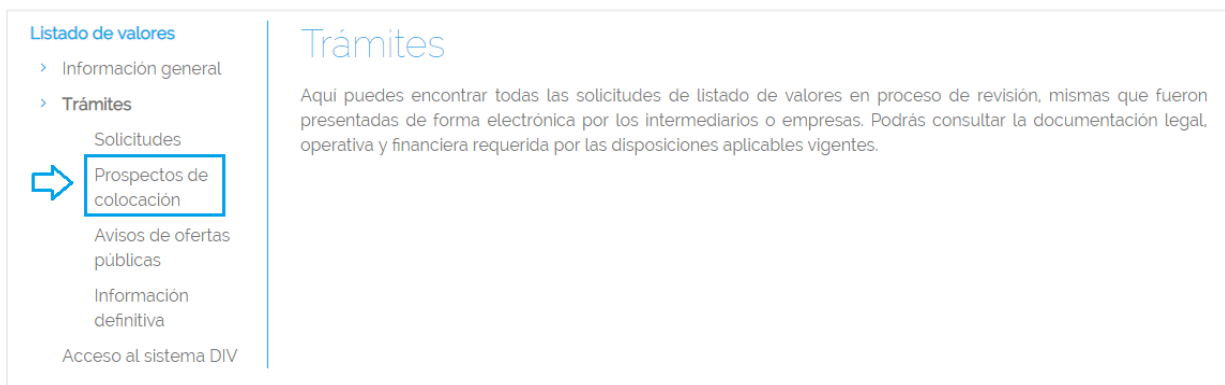 Listado de valores
Información general
Trámites
Solicitudes
Prospectos de
colocación
Avisos de ofertas
públicas
Información
definitiva
Acceso al sistema DIV
Trámites
Aquí puedes encontrar todas las solicitudes de listado de valores en proceso de revisión, mismas que fueron
presentadas de forma electrónica por los intermediarios o empresas. Podrás consultar la documentación legal,
operativa y financiera requerida por las disposiciones aplicables vigentes.